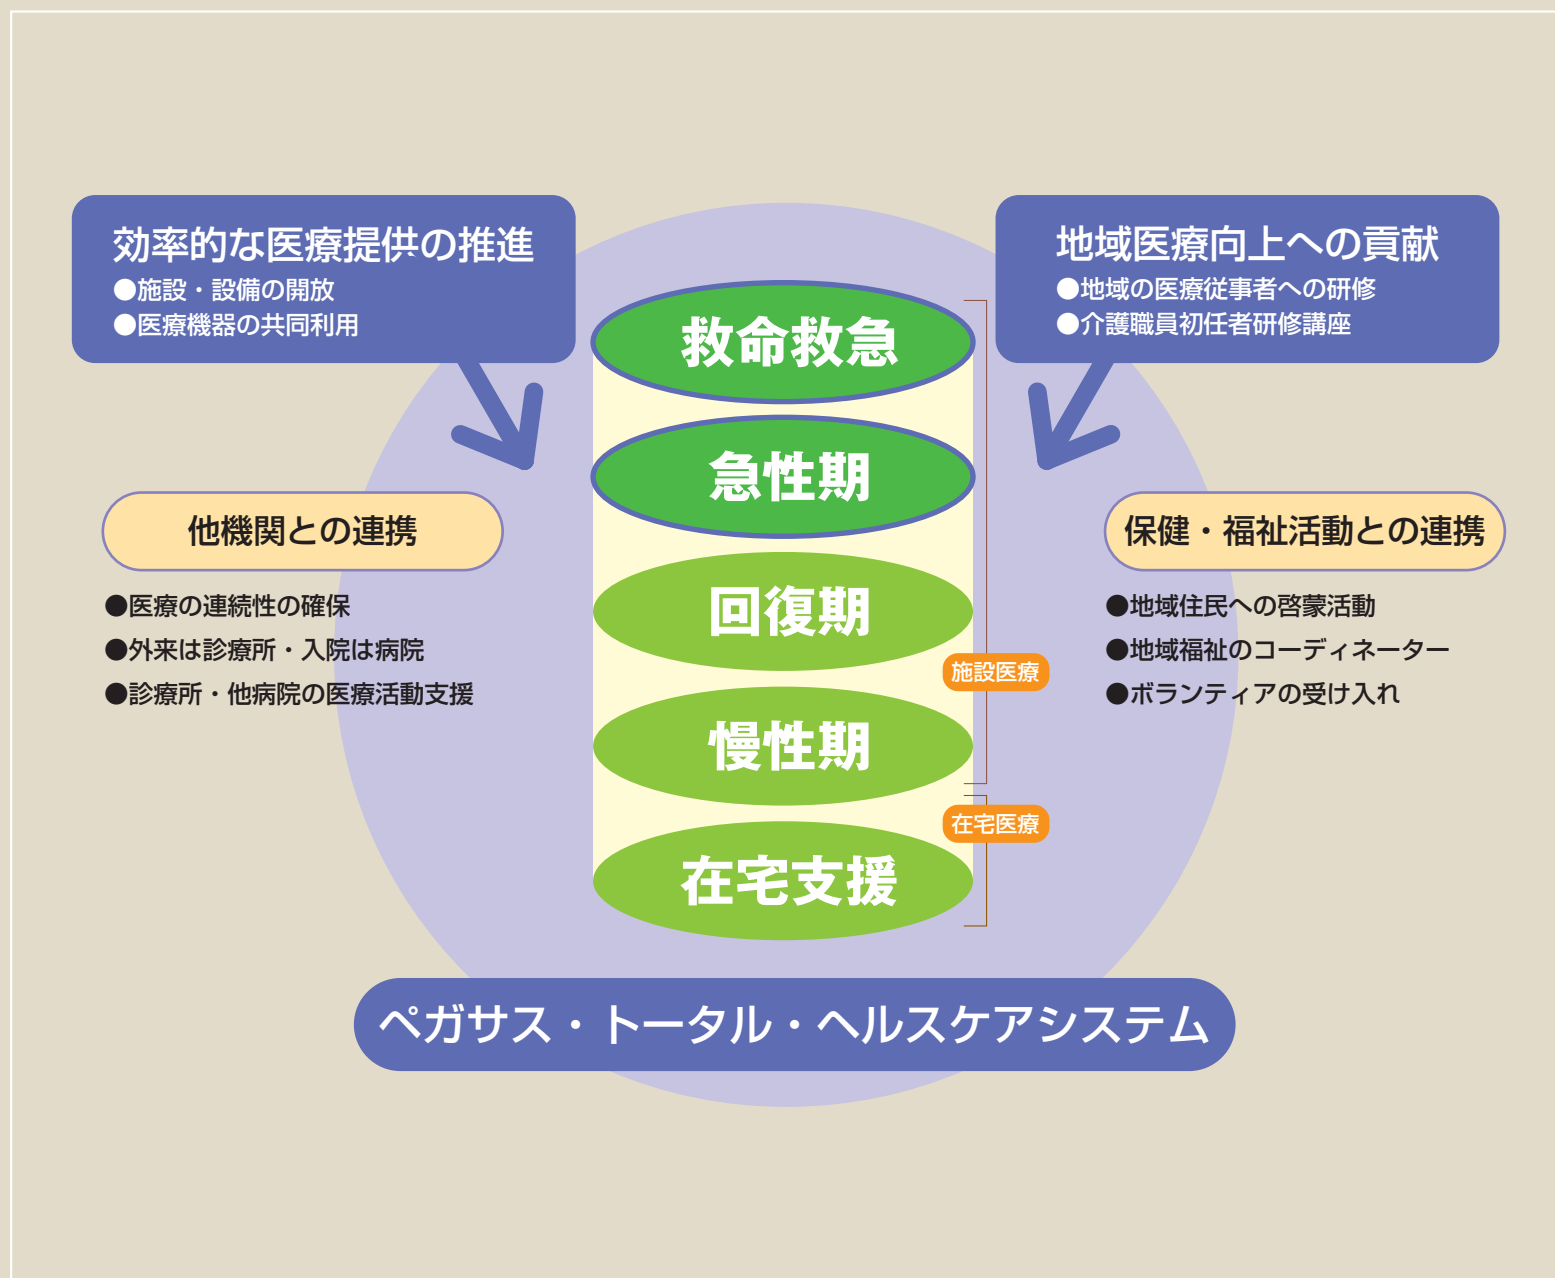 効率的な医療提供の推進
●施設・設備の開放
●医療機器の共同利用
地域医療向上への貢献
●地域の医療従事者への研修
●介護職員初任者研修講座
救命救急
急性期
回復期
慢性期
在宅支援
施設医療
在宅医療
他機関との連携
●医療の連続性の確保
●外来は診療所・入院は病院
●診療所・他病院の医療活動支援
保健・福祉活動との連携
●地域住民への啓蒙活動
●地域福祉のコーディネーター
●ボランティアの受け入れ
ペガサス・トータル・ヘルスケアシステム